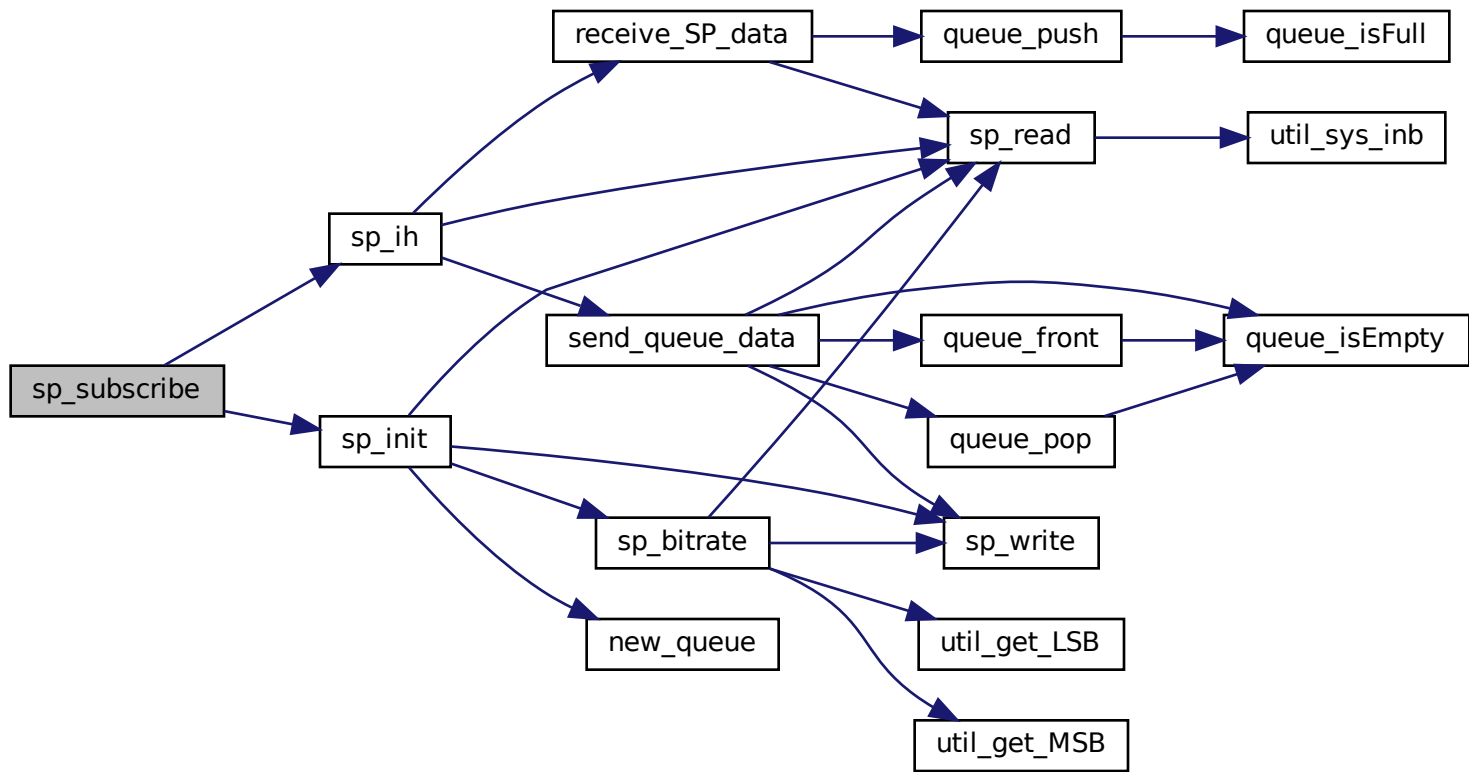 receive_SP_data
queue_push
queue_isFull
sp_read
util_sys_inb
sp_ih
send_queue_data
queue_front
queue_isEmpty
sp_subscribe
sp_init
queue_pop
sp_bitrate
sp_write
new_queue
util_get_LSB
util_get_MSB